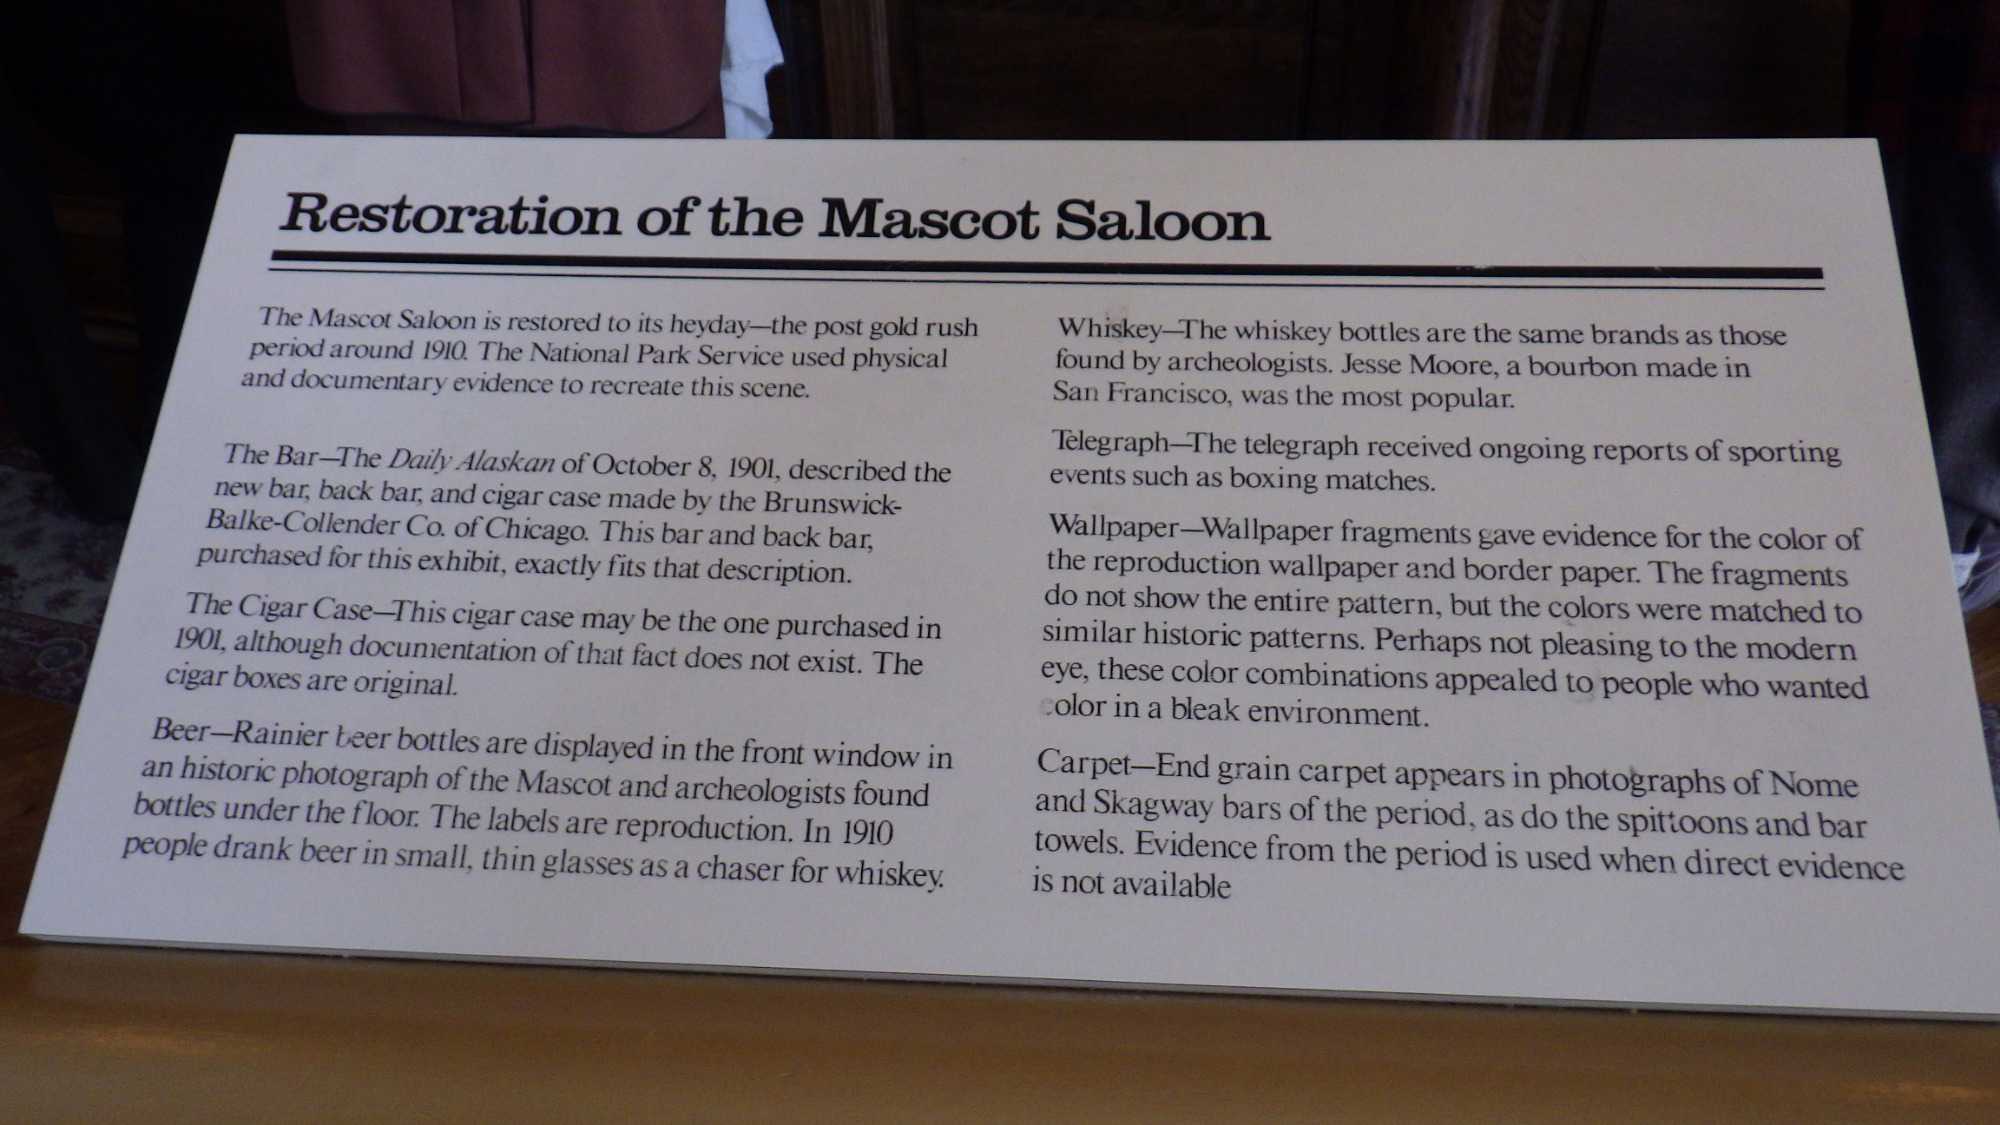 Restoration of the Mascot Saloon
The Mascot Saloon is restored to its heyday—the post gold rush
period around 1910. The National Park Service used physical
and documentary evidence to recreate this scene.
The Bar—The Daily Alaskan of October 8, 1901, described the
new bar, back bar, and cigar case made by the Brunswick-
Balke-Collender Co. of Chicago. This bar and back bar,
purchased for this exhibit, exactly fits that description.
The Cigar Case—This cigar case may be the one purchased in
1901, although documentation of that fact does not exist. The
cigar boxes are original.
Beer—Rainier beer bottles are displayed in the front window in
an historic photograph of the Mascot and archeologists found
bottles under the floor. The labels are reproduction. In 1910
people drank beer in small, thin glasses as a chaser for whiskey.
Whiskey—The whiskey bottles are the same brands as those
found by archeologists. Jesse Moore, a bourbon made in
San Francisco, was the most popular.
Telegraph—The telegraph received ongoing reports of sporting
events such as boxing matches.
Wallpaper—Wallpaper fragments gave evidence for the color of
the reproduction wallpaper and border paper. The fragments
do not show the entire pattern, but the colors were matched to
similar historic patterns. Perhaps not pleasing to the modern
eye, these color combinations appealed to people who wanted
color in a bleak environment.
Carpet—End grain carpet appears in photographs of Nome
and Skagway bars of the period, as do the spittoons and bar
towels. Evidence from the period is used when direct evidence
is not available